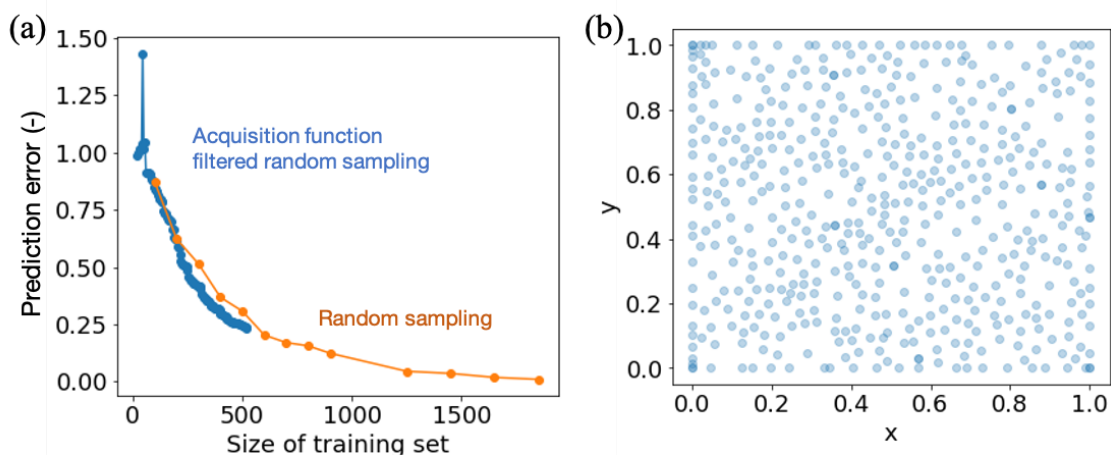 (a)
1.50
1.25
1.00
0.75
0.50
0.25
0.00
Prediction error (-)
Acquisition function
filtered random sampling
Random sampling
0 500 1000 1500
Size of training set
(b)
1.0
0.8
0.6
0.4
0.2
0.0
y
0.0 0.2 0.4 0.6 0.8 1.0
x